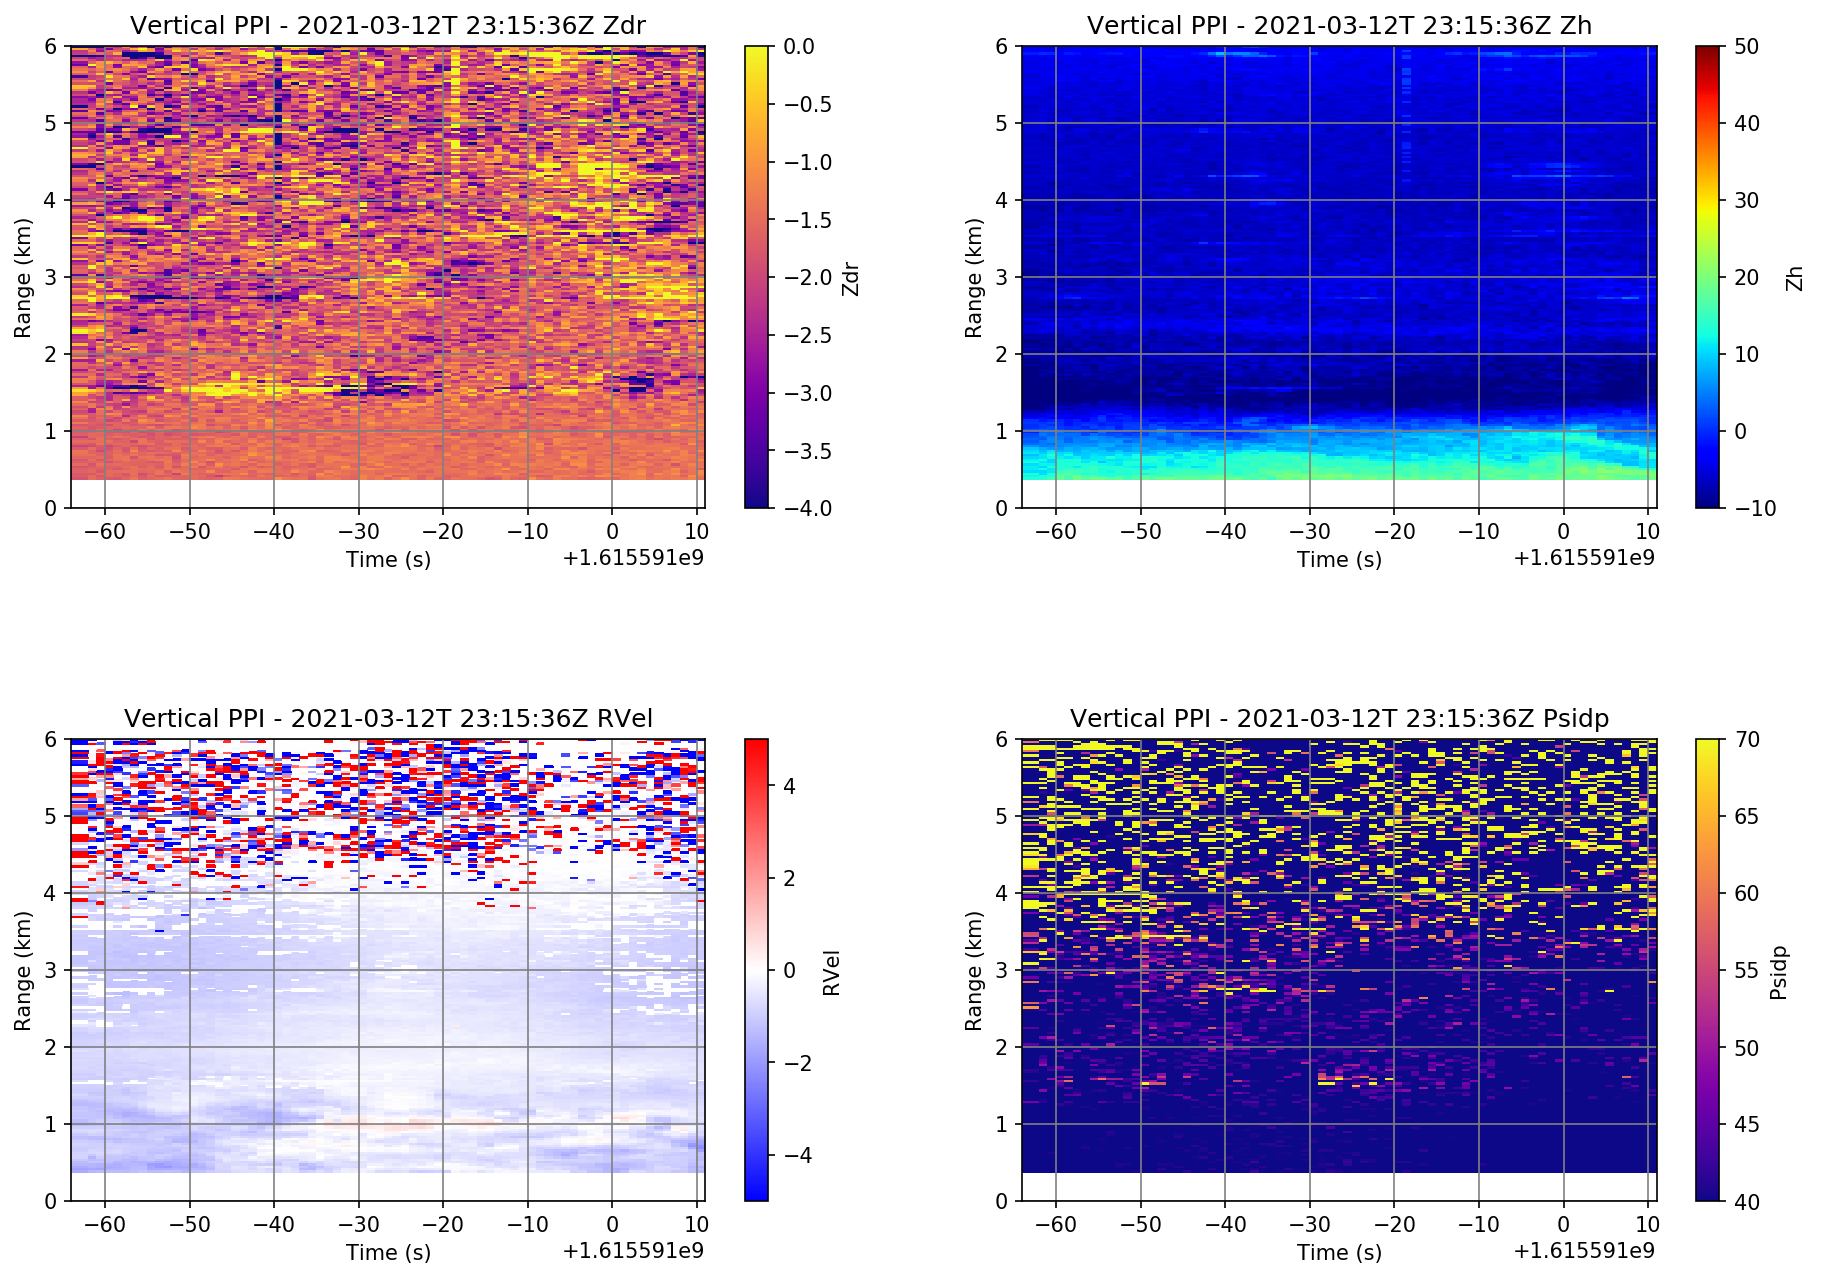 Vertical PPI - 2021-03-12T 23:15:36Z Zdr
6
5
4
3
2
1
0
Range (km)
−60 −50 −40 −30 −20 −10 0 10
Time (s)
+1.615591e9
0.0
−0.5
−1.0
−1.5
−2.0
−2.5
−3.0
−3.5
−4.0
Zdr
Vertical PPI - 2021-03-12T 23:15:36Z Zh
6
5
4
3
2
1
0
Range (km)
−60 −50 −40 −30 −20 −10 0 10
Time (s)
+1.615591e9
50
40
30
20
10
0
−10
Zh
Vertical PPI - 2021-03-12T 23:15:36Z RVel
6
5
4
3
2
1
0
Range (km)
−60 −50 −40 −30 −20 −10 0 10
Time (s)
+1.615591e9
4
2
0
−2
−4
RVel
Vertical PPI - 2021-03-12T 23:15:36Z Psidp
6
5
4
3
2
1
0
Range (km)
−60 −50 −40 −30 −20 −10 0 10
Time (s)
+1.615591e9
70
65
60
55
50
45
40
Psidp